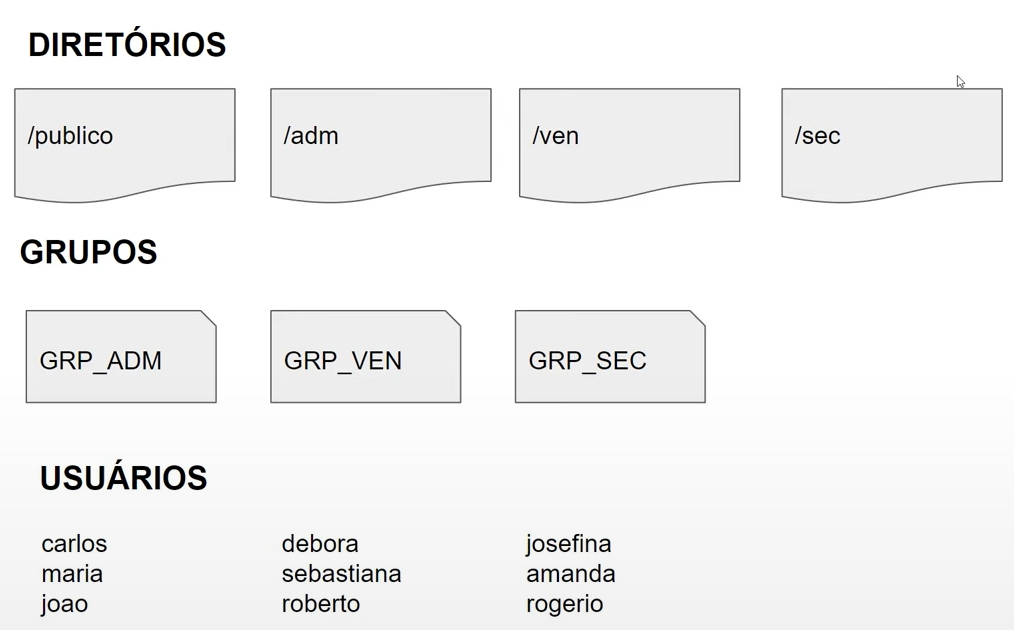 DIRETÓRIOS
/publico
/adm
/ven
/sec
GRUPOS
GRP_ADM
GRP_VEN
GRP_SEC
USUÁRIOS
carlos
maria
joao
debora
sebastiana
roberto
josefina
amanda
rogerio